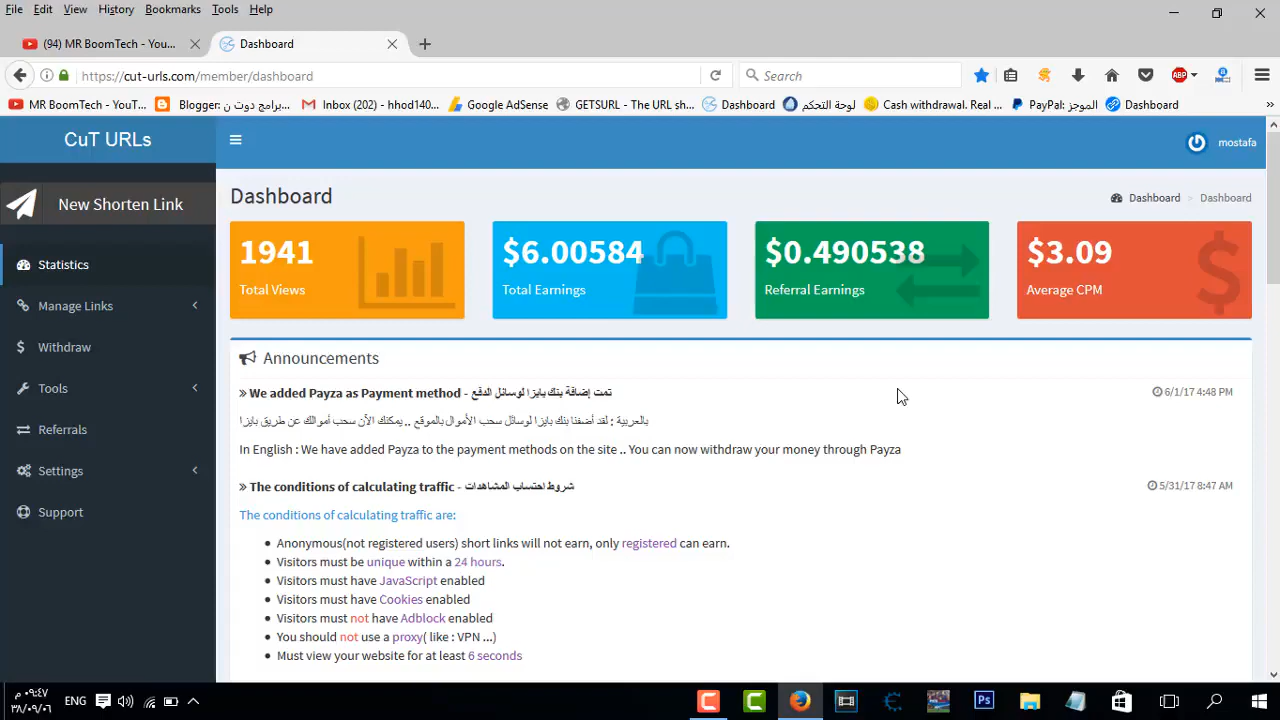 File Edit View History Bookmarks Tools Help
(94) MR BoomTech - You...
Dashboard
https://cut-urls.com/member/dashboard
Search
ABP
MR BoomTech - YouT...
Blogger: برامج دوت ن...
Inbox (202) - hhod140...
Google AdSense
GETSURL - The URL sh...
Dashboard
لوحة التحكم
Cash withdrawal. Real ...
PayPal: الموجز
Dashboard
CuT URLs
mostafa
New Shorten Link
Dashboard
Dashboard > Dashboard
1941
Total Views
$6.00584
Total Earnings
$0.490538
Referral Earnings
$3.09
Average CPM
Statistics
Manage Links
Withdraw
Tools
Referrals
Settings
Support
Announcements
» We added Payza as Payment method - تمت إضافة بنك بايزا لوسائل الدفع
6/1/17 4:48 PM
بالعربية : لقد أضفنا بنك بايزا لوسائل سحب الأموال بالموقع .. يمكنك الآن سحب أموالك عن طريق بايزا
In English : We have added Payza to the payment methods on the site .. You can now withdraw your money through Payza
» The conditions of calculating traffic - شروط احتساب المشاهدات
5/31/17 8:47 AM
The conditions of calculating traffic are:
Anonymous(not registered users) short links will not earn, only registered can earn.
Visitors must be unique within a 24 hours.
Visitors must have JavaScript enabled
Visitors must have Cookies enabled
Visitors must not have Adblock enabled
You should not use a proxy( like : VPN ...)
Must view your website for at least 6 seconds
٠٩:٤٧ م
ENG
Ps